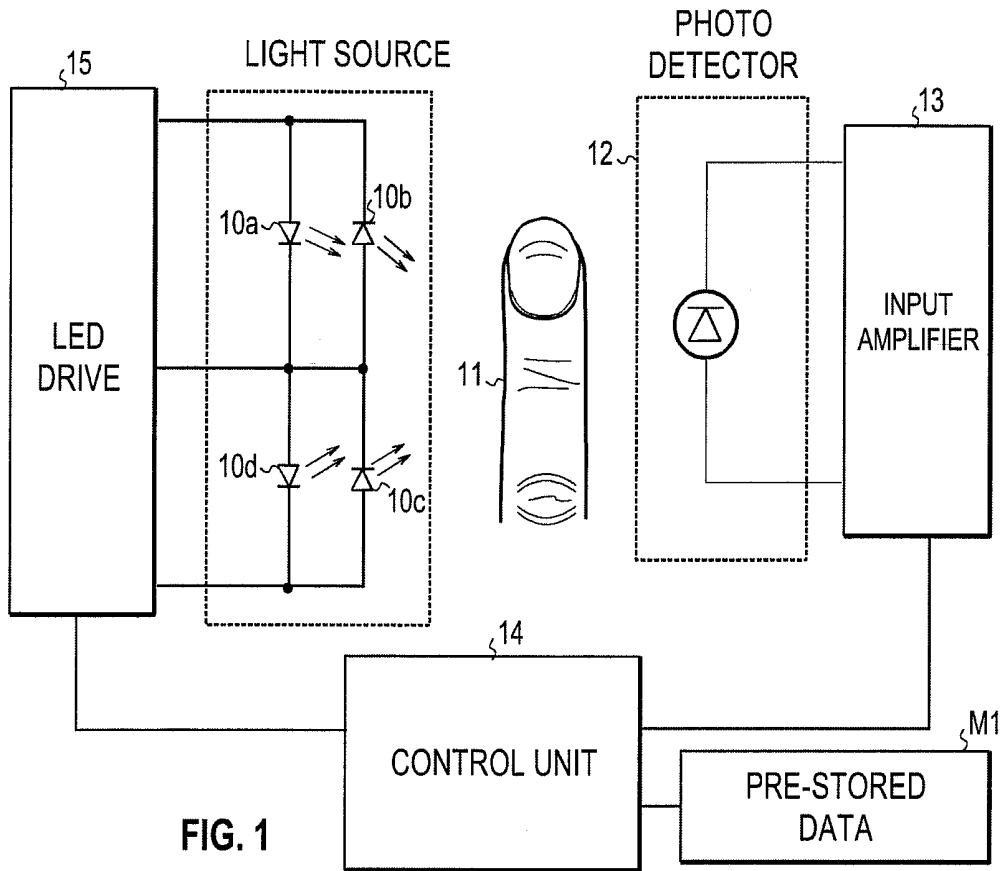 PHOTO
DETECTOR
LIGHT SOURCE
15
13
12
10a
10b
LED
DRIVE
INPUT
AMPLIFIER
11
10d
10c
14
CONTROL UNIT
M1
PRE-STORED
DATA
FIG. 1